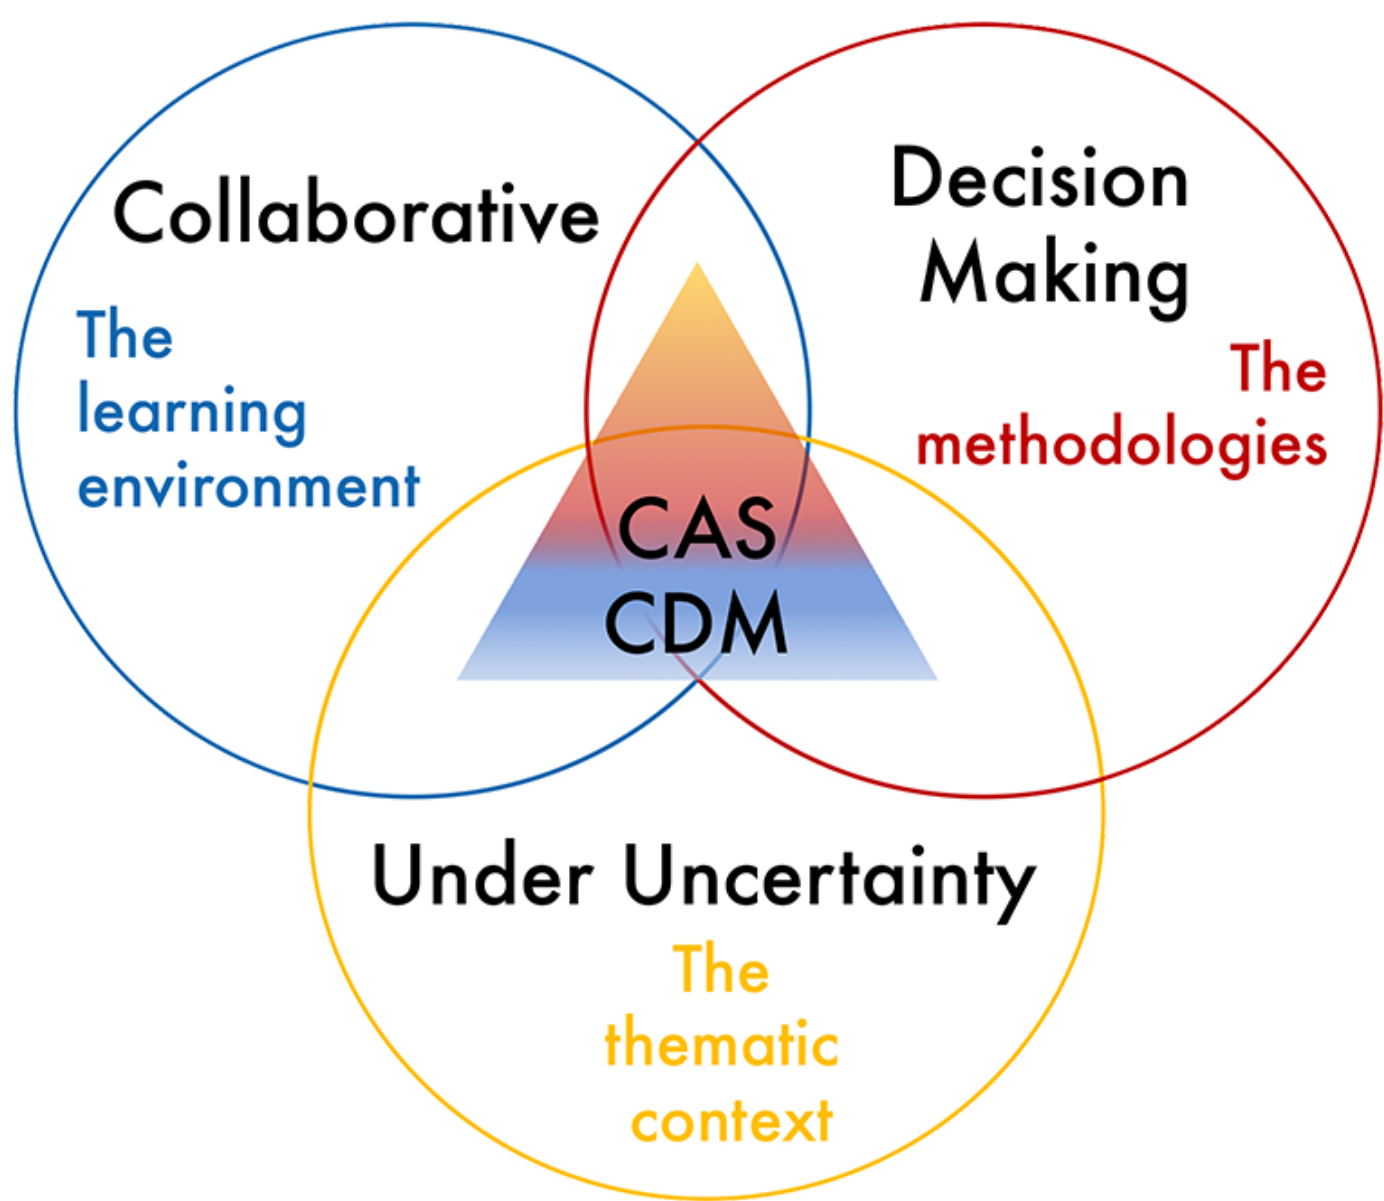 Collaborative
The
learning
environment
Decision
Making
The
methodologies
CAS
CDM
Under Uncertainty
The
thematic
context